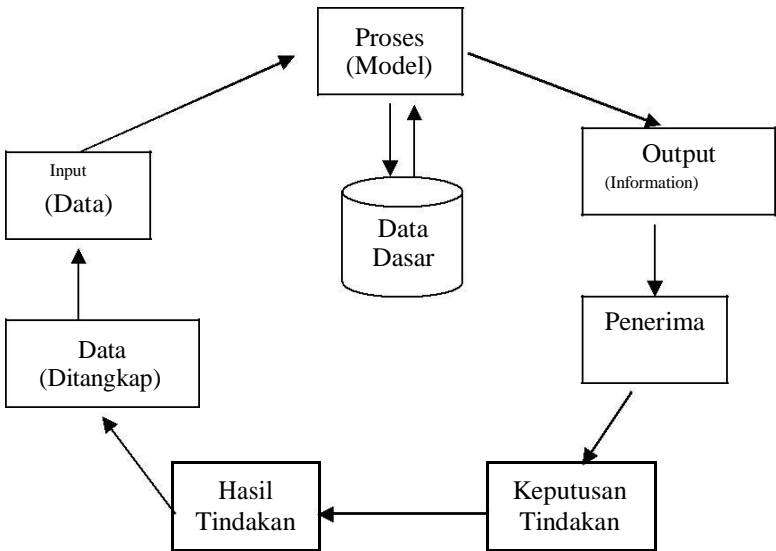 Proses
(Model)
Input
(Data)
Output
(Information)
Data
Dasar
Penerima
Data
(Ditangkap)
Hasil
Tindakan
Keputusan
Tindakan